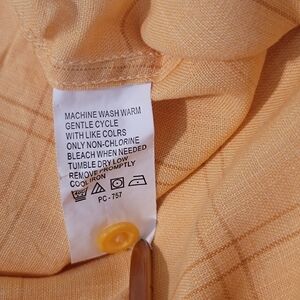 MACHINE WASH WARM
GENTLE CYCLE
WITH LIKE COLRS
ONLY NON-CHLORINE
BLEACH WHEN NEEDED
TUMBLE DRY LOW
REMOVE PROMPTLY
COOL IRON
PC - 757